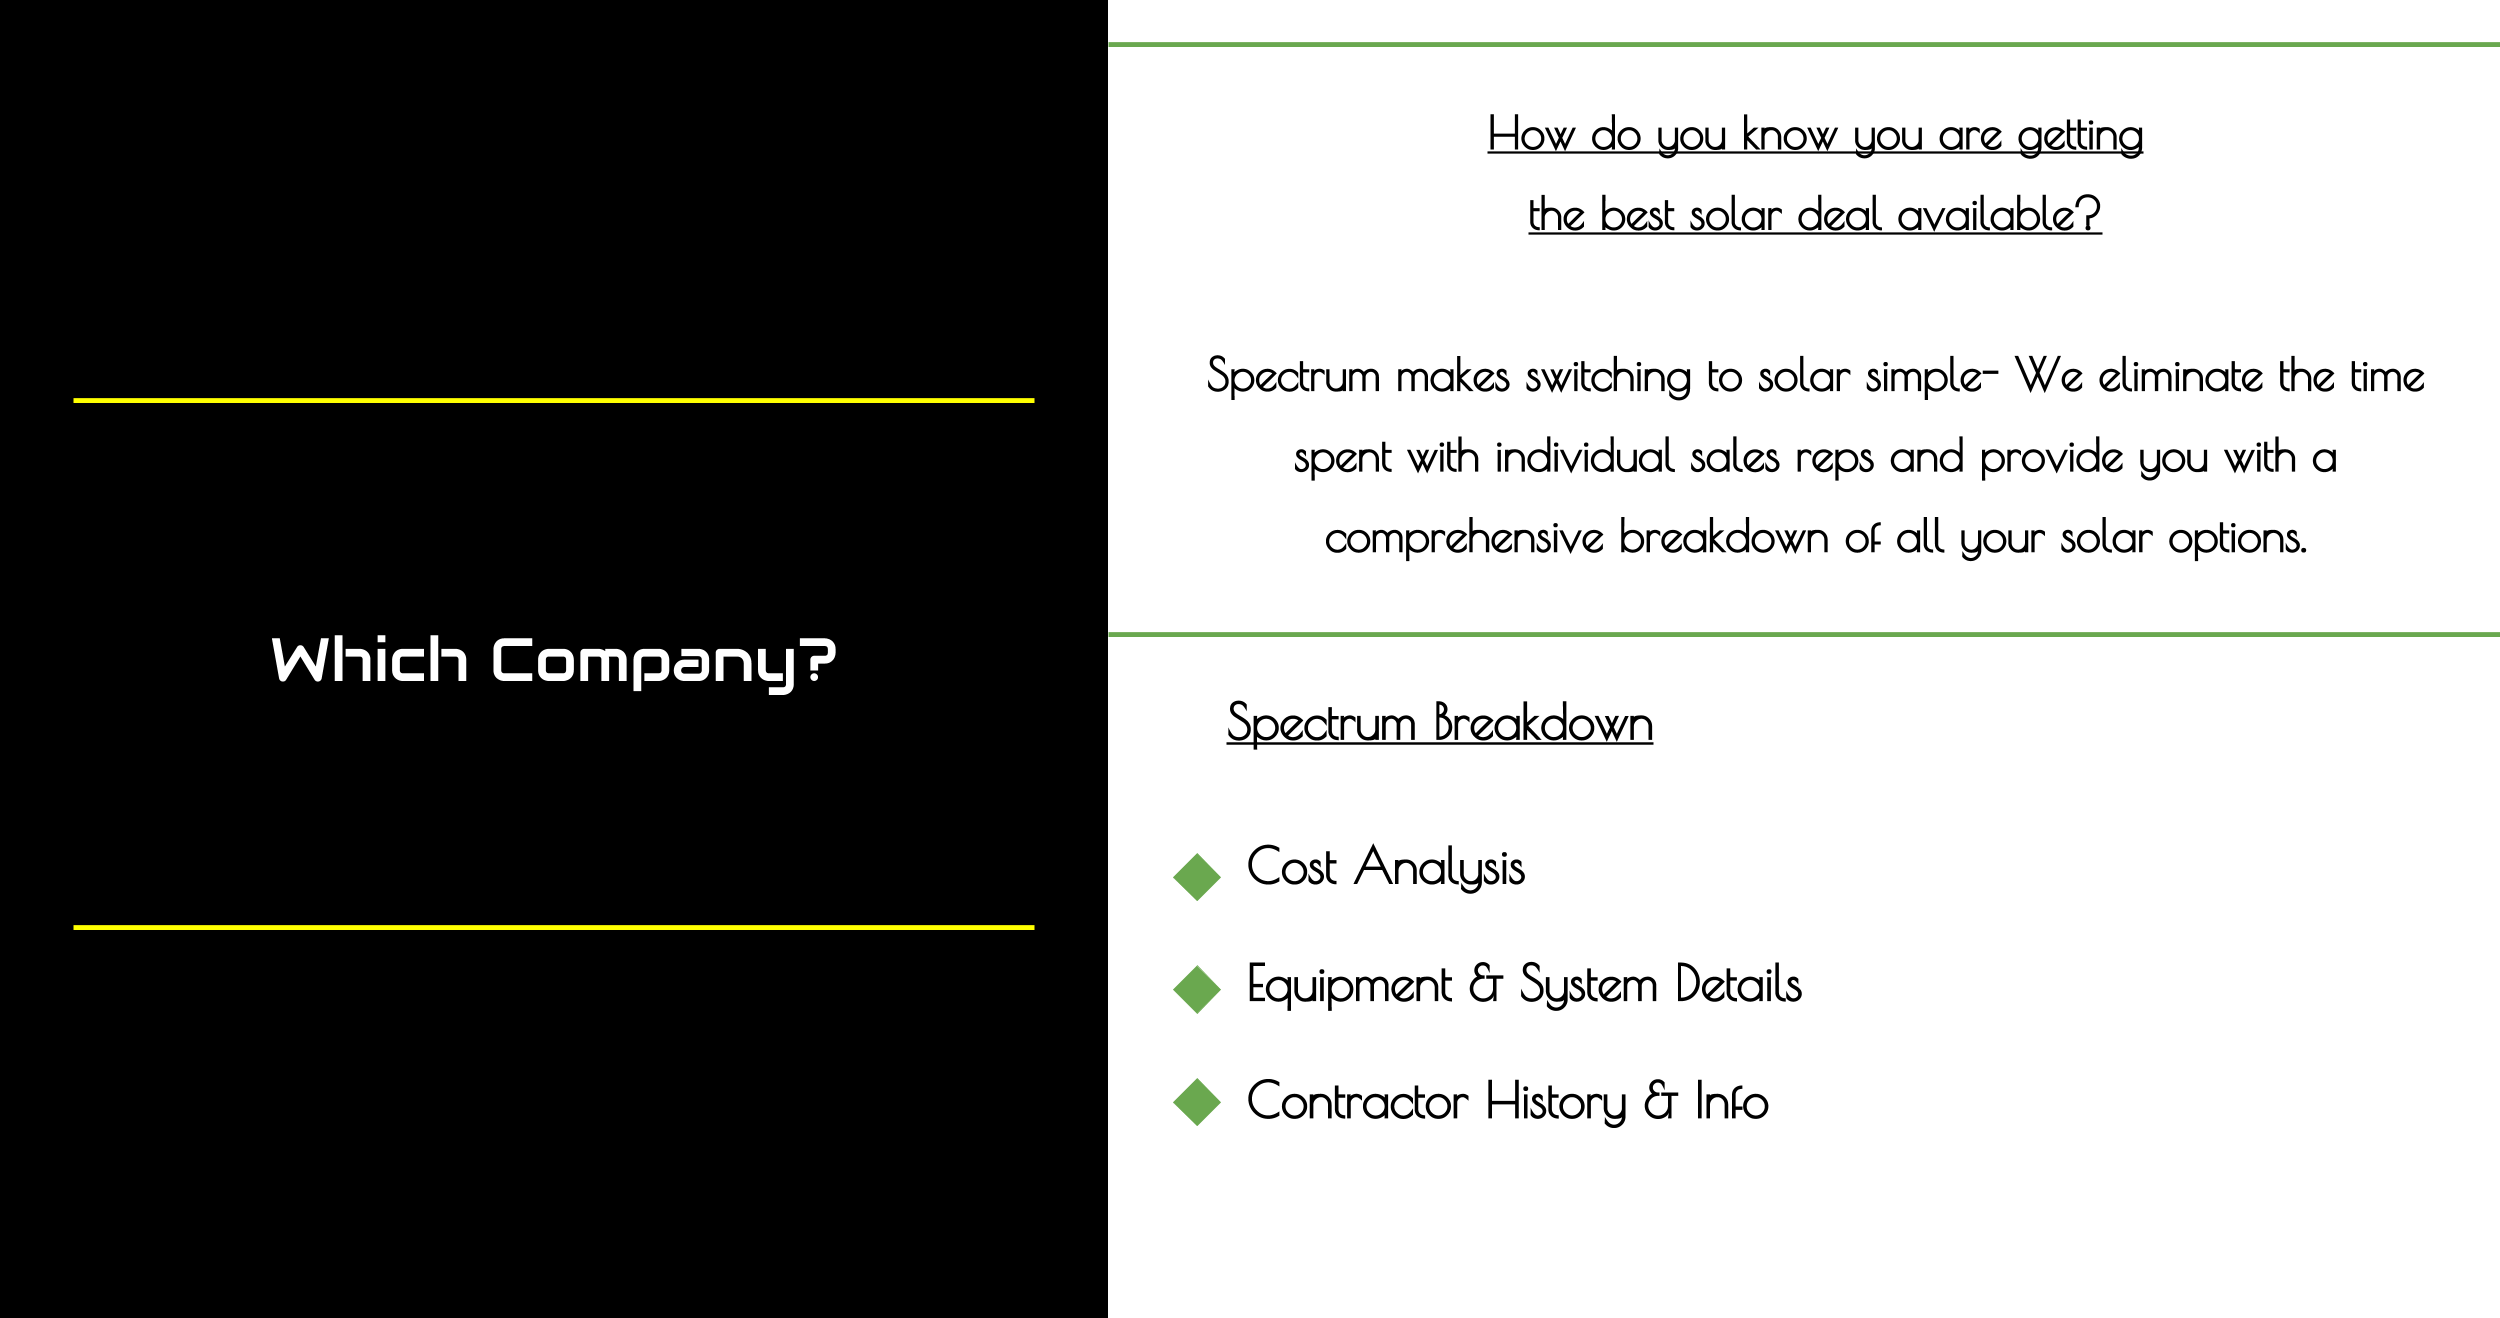 Which Company?
How do you know you are getting
the best solar deal available?
Spectrum makes switching to solar simple- We eliminate the time
spent with individual sales reps and provide you with a
comprehensive breakdown of all your solar options.
Spectrum Breakdown
Cost Analysis
Equipment & System Details
Contractor History & Info